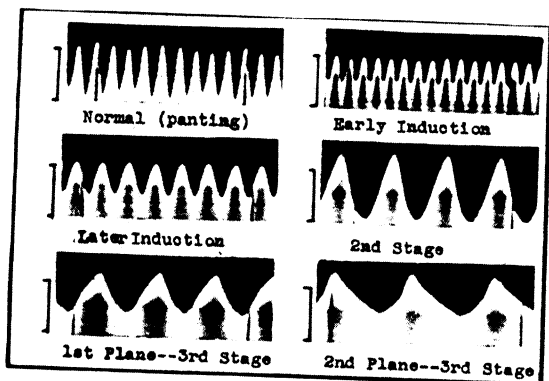 Normal (panting)
Early Induction
Later Induction
2nd Stage
1st Plane--3rd Stage
2nd Plane--3rd Stage